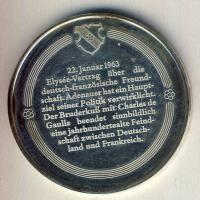 22. Januar 1963
Elysée-Vertrag über die
deutsch-französische Freund-
schaft. Adenauer hat ein Haupt-
ziel seiner Politik verwirklicht.
Der Bruderkuß mit Charles de
Gaulle beendet sinnbildlich
eine jahrhundertealte Feind-
schaft zwischen Deutsch-
land und Frankreich.